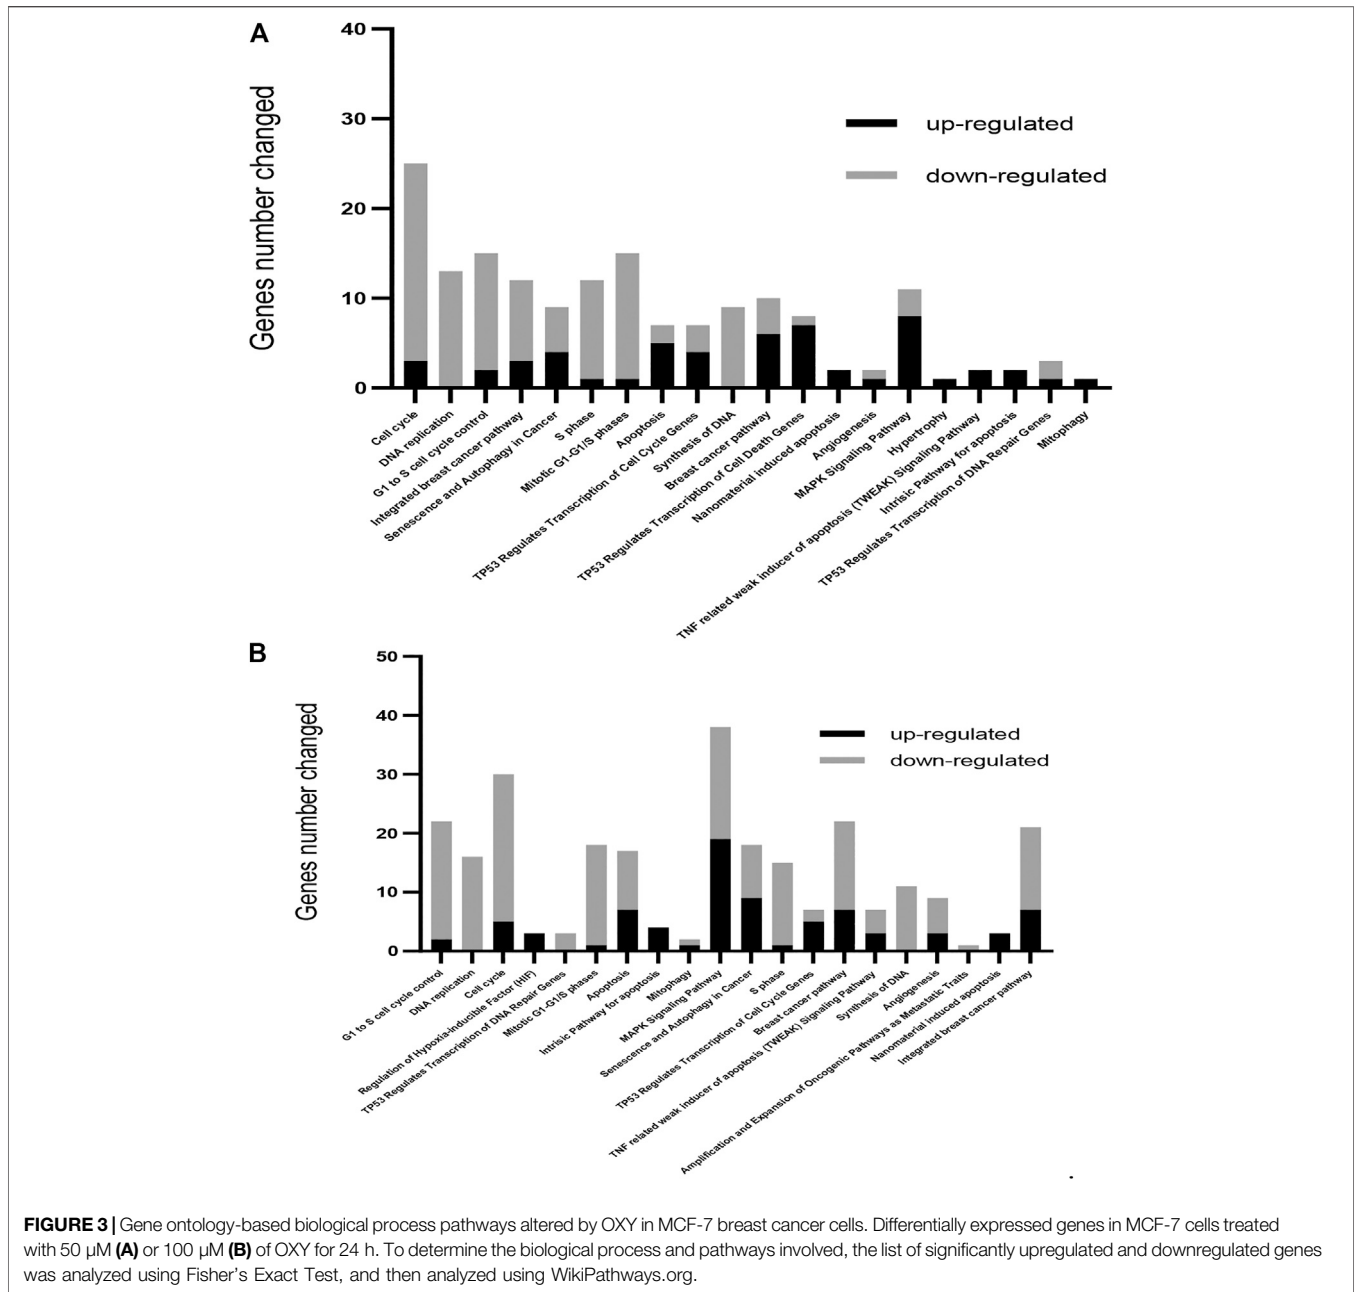 A
40
30
20
10
0
Genes number changed
up-regulated
down-regulated
Cell cycle
DNA replication
G1 to S cell cycle control
Integrated breast cancer pathway
Senescence and Autophagy in Cancer
S phase
Mitotic G1-G1/S phases
Apoptosis
TP53 Regulates Transcription of Cell Cycle Genes
Synthesis of DNA
Breast cancer pathway
TP53 Regulates Transcription of Cell Death Genes
Nanomaterial induced apoptosis
Angiogenesis
MAPK Signaling Pathway
Hypertrophy
TNF related weak inducer of apoptosis (TWEAK) Signaling Pathway
Intrisic Pathway for apoptosis
TP53 Regulates Transcription of DNA Repair Genes
Mitophagy
B
50
40
30
20
10
0
Genes number changed
up-regulated
down-regulated
G1 to S cell cycle control
DNA replication
Cell cycle
Regulation of Hypoxia-inducible Factor (HIF)
TP53 Regulates Transcription of DNA Repair Genes
Mitotic G1-G1/S phases
Apoptosis
Intrisic Pathway for apoptosis
Mitophagy
MAPK Signaling Pathway
Senescence and Autophagy in Cancer
S phase
TP53 Regulates Transcription of Cell Cycle Genes
Breast cancer pathway
TNF related weak inducer of apoptosis (TWEAK) Signaling Pathway
Synthesis of DNA
Angiogenesis
Amplification and Expansion of Oncogenic Pathways as Metastatic Traits
Nanomaterial induced apoptosis
Integrated breast cancer pathway
FIGURE 3 | Gene ontology-based biological process pathways altered by OXY in MCF-7 breast cancer cells. Differentially expressed genes in MCF-7 cells treated
with 50 µM (A) or 100 µM (B) of OXY for 24 h. To determine the biological process and pathways involved, the list of significantly upregulated and downregulated genes
was analyzed using Fisher's Exact Test, and then analyzed using WikiPathways.org.